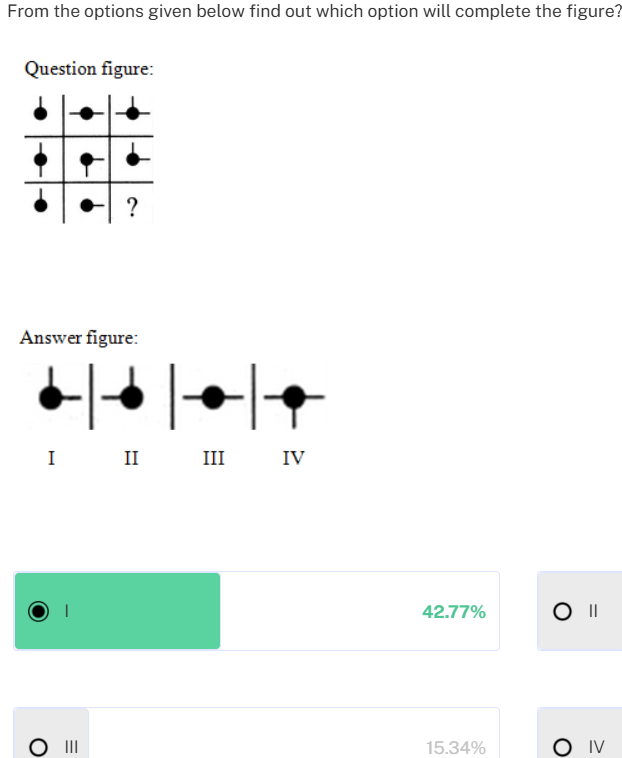 From the options given below find out which option will complete the figure?
Question figure:
?
Answer figure:
I II III IV
I 42.77% II
III 15.34% IV